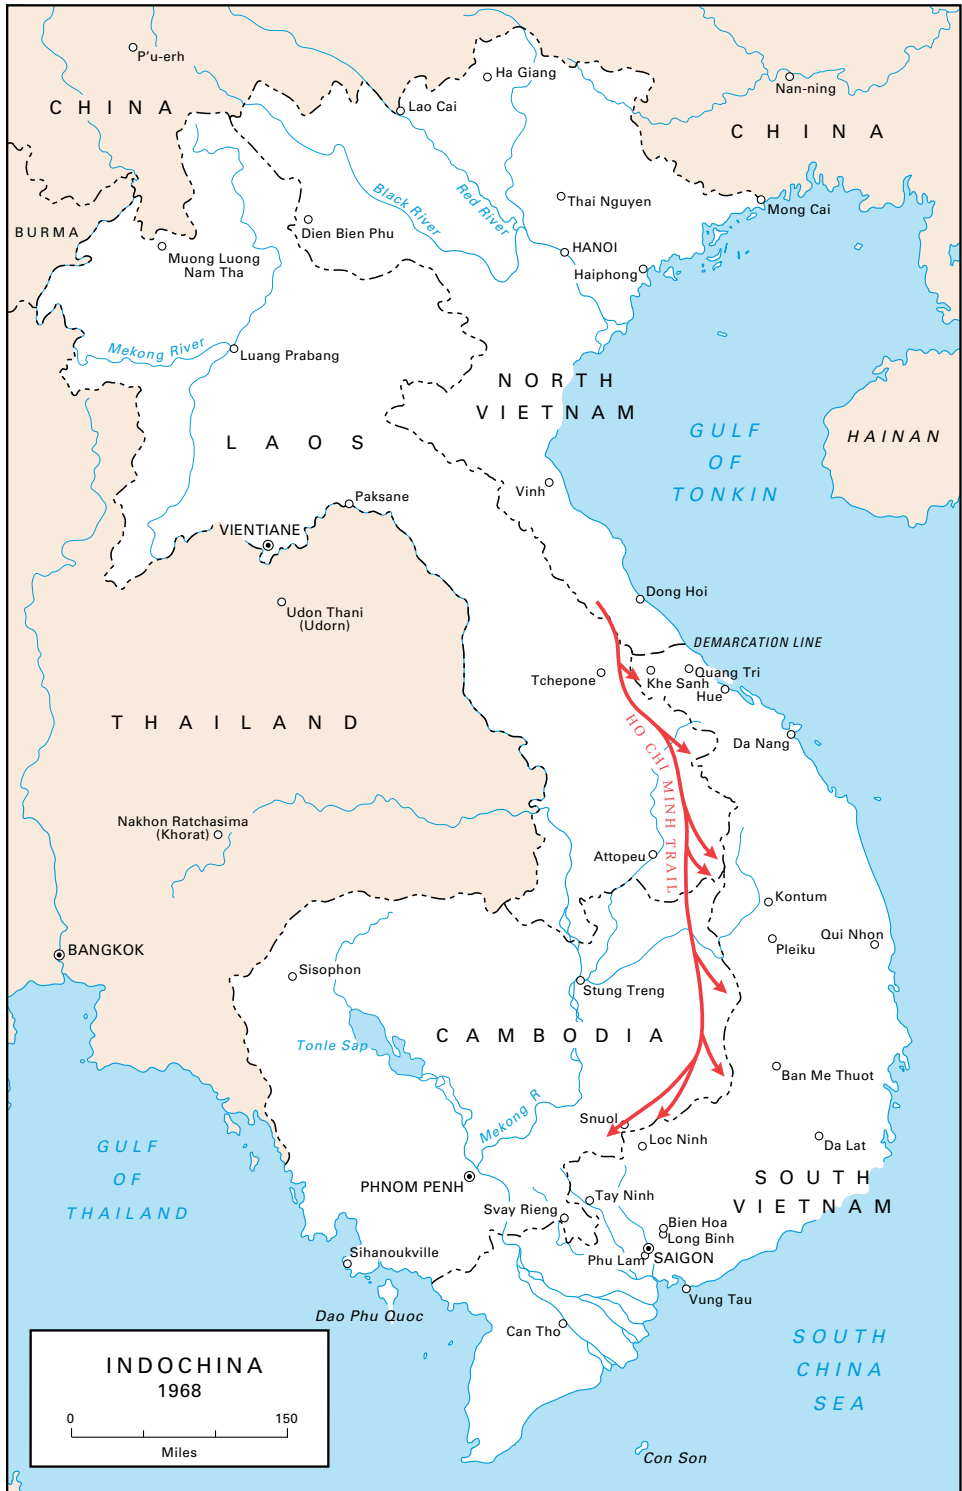 P'u-erh
Ha Giang
Nan-ning
CHINA
Lao Cai
CHINA
Black River
Red River
Thai Nguyen
Mong Cai
BURMA
Dien Bien Phu
Muong Luong
Nam Tha
HANOI
Haiphong
Mekong River
Luang Prabang
NORTH
VIETNAM
LAOS
GULF
OF
TONKIN
HAINAN
Vinh
Paksane
VIENTIANE
Udon Thani
(Udorn)
Dong Hoi
DEMARCATION LINE
Tchepone
Khe Sanh
Quang Tri
Hue
THAILAND
HO CHI MINH TRAIL
Da Nang
Nakhon Ratchasima
(Khorat)
Attopeu
Kontum
BANGKOK
Pleiku
Qui Nhon
Sisophon
Stung Treng
CAMBODIA
Tonle Sap
Ban Me Thuot
Mekong R
Snuol
Loc Ninh
Da Lat
GULF
OF
THAILAND
SOUTH
VIETNAM
PHNOM PENH
Svay Rieng
Tay Ninh
Bien Hoa
Long Binh
Phu Lam
SAIGON
Sihanoukville
Vung Tau
Dao Phu Quoc
Can Tho
SOUTH
CHINA
SEA
INDOCHINA
1968
0 150
Miles
Con Son